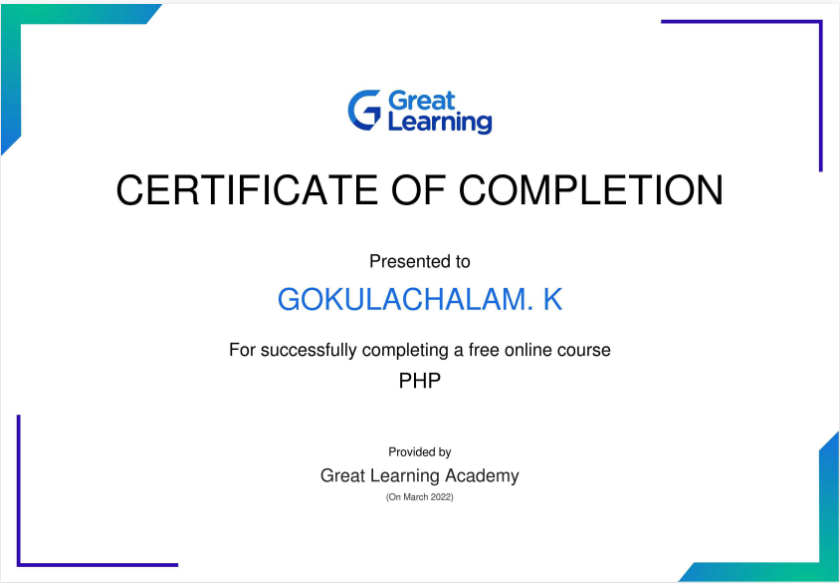 Great
Learning
CERTIFICATE OF COMPLETION
Presented to
GOKULACHALAM. K
For successfully completing a free online course
PHP
Provided by
Great Learning Academy
(On March 2022)